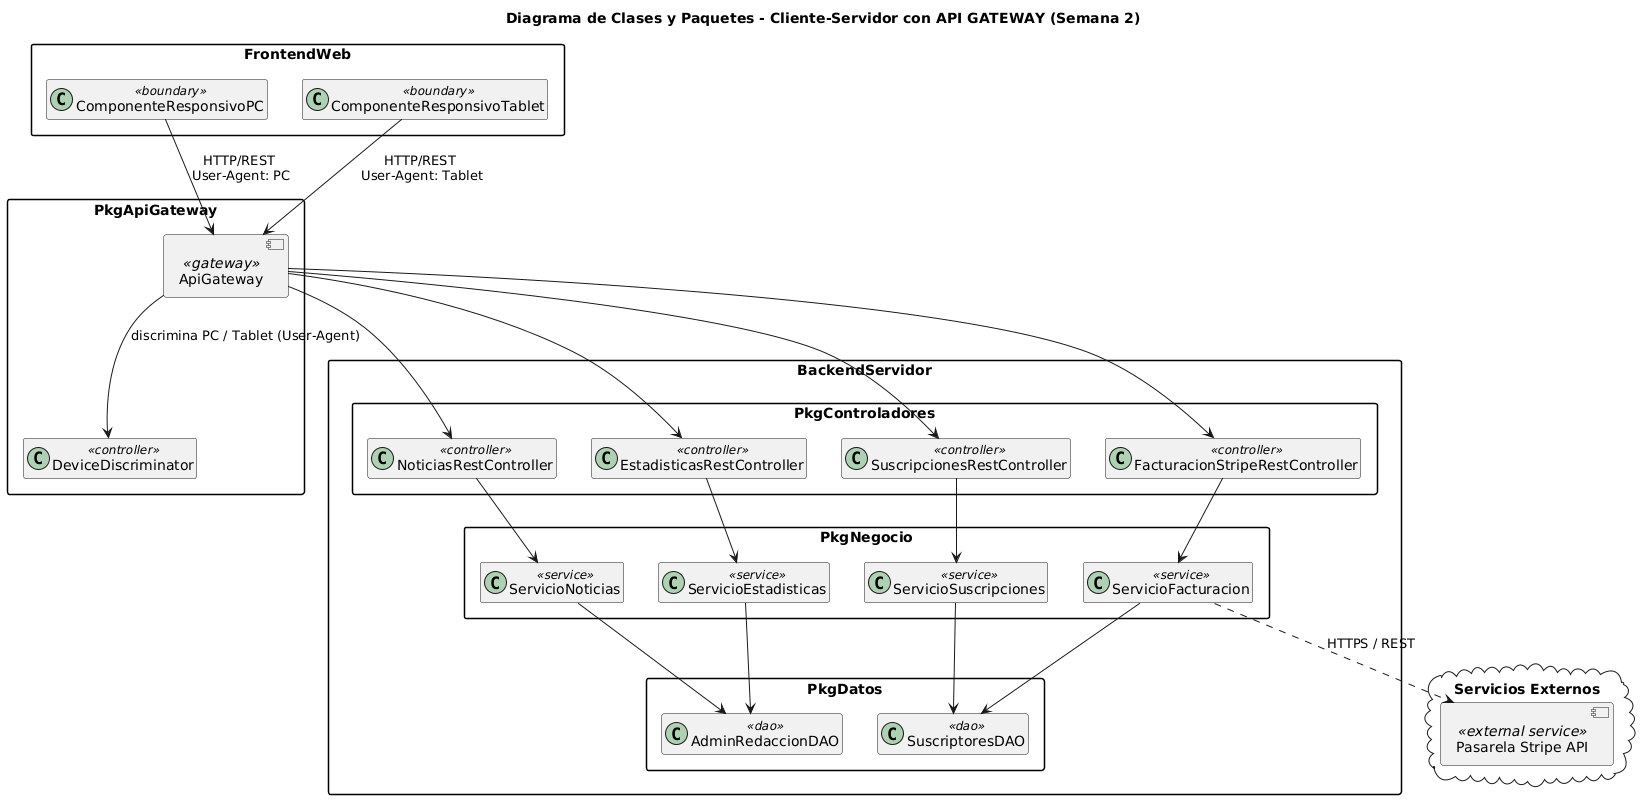 Diagrama de Clases y Paquetes - Cliente-Servidor con API GATEWAY (Semana 2)
FrontendWeb
C
«boundary»
ComponenteResponsivoPC
C
«boundary»
ComponenteResponsivoTablet
HTTP/REST
User-Agent: PC
HTTP/REST
User-Agent: Tablet
PkgApiGateway
«gateway»
ApiGateway
discrimina PC / Tablet (User-Agent)
C
«controller»
DeviceDiscriminator
BackendServidor
PkgControladores
C
«controller»
NoticiasRestController
C
«controller»
EstadisticasRestController
C
«controller»
SuscripcionesRestController
C
«controller»
FacturacionStripeRestController
PkgNegocio
C
«service»
ServicioNoticias
C
«service»
ServicioEstadisticas
C
«service»
ServicioSuscripciones
C
«service»
ServicioFacturacion
HTTPS / REST
PkgDatos
C
«dao»
AdminRedaccionDAO
C
«dao»
SuscriptoresDAO
Servicios Externos
«external service»
Pasarela Stripe API